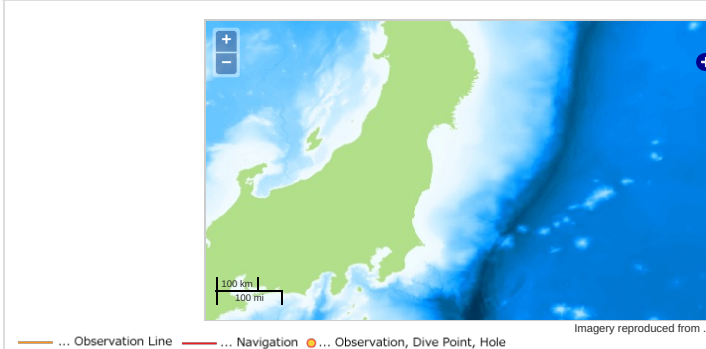 +
−
100 km
100 mi
Imagery reproduced from .
... Observation Line ... Navigation ... Observation, Dive Point, Hole